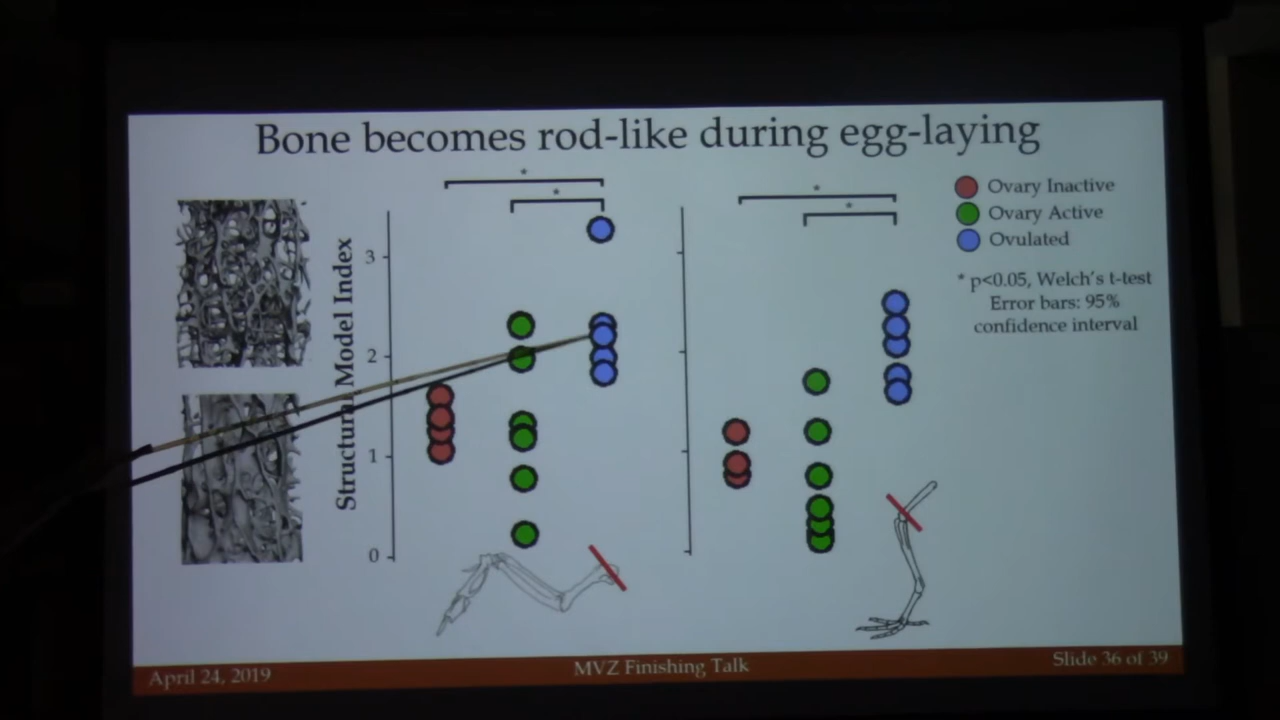 Bone becomes rod-like during egg-laying
*
*
*
*
Ovary Inactive
Ovary Active
Ovulated
* p<0.05, Welch's t-test
Error bars: 95%
confidence interval
Structural Model Index
3
2
1
0
April 24, 2019
MVZ Finishing Talk
Slide 36 of 39